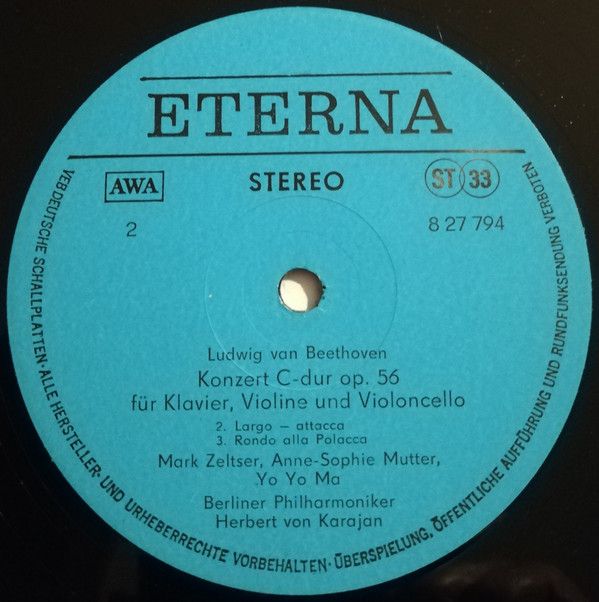 ETERNA
AWA
STEREO
ST 33
2
8 27 794
Ludwig van Beethoven
Konzert C-dur op. 56
für Klavier, Violine und Violoncello
2. Largo – attacca
3. Rondo alla Polacca
Mark Zeltser, Anne-Sophie Mutter,
Yo Yo Ma
Berliner Philharmoniker
Herbert von Karajan
VEB DEUTSCHE SCHALLPLATTEN · ALLE HERSTELLER- UND URHEBERRECHTE VORBEHALTEN · ÜBERSPIELUNG, ÖFFENTLICHE AUFFÜHRUNG UND RUNDFUNKSENDUNG VERBOTEN